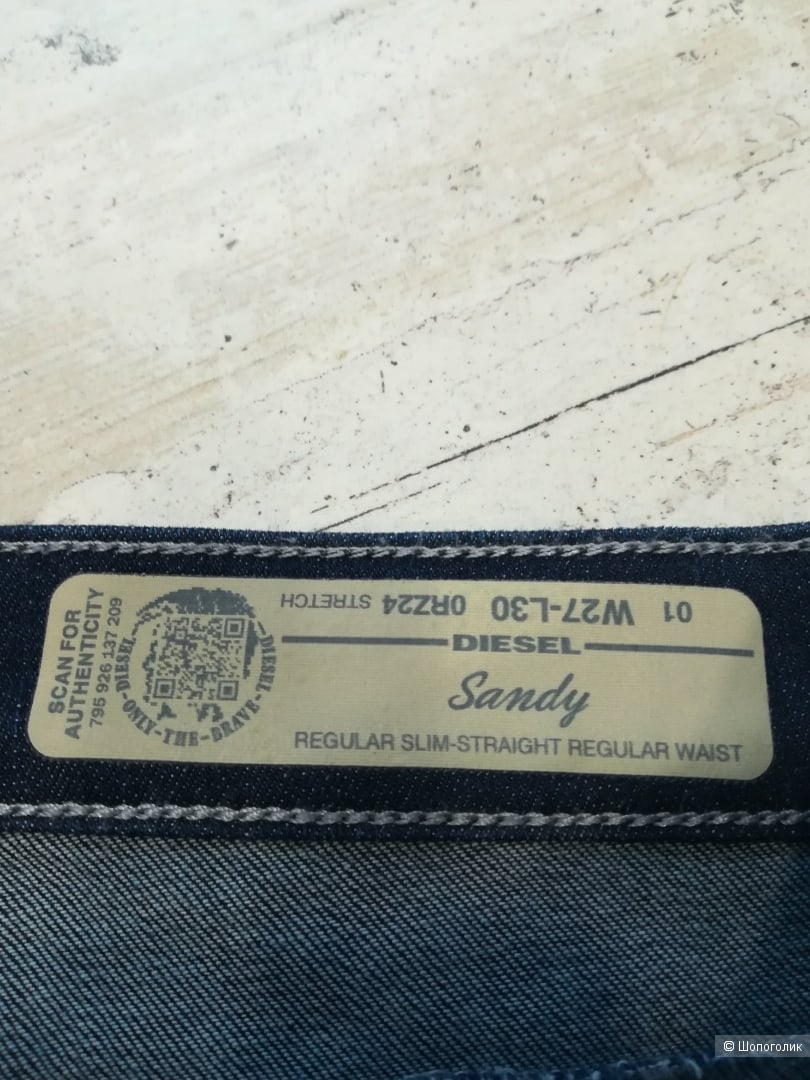 SCAN FOR
AUTHENTICITY
795 926 137 209
DIESEL
ONLY-THE-BRAVE
DIESEL
01 W27-L30 0RZ24 STRETCH
DIESEL
Sandy
REGULAR SLIM-STRAIGHT REGULAR WAIST
© Шопоголик